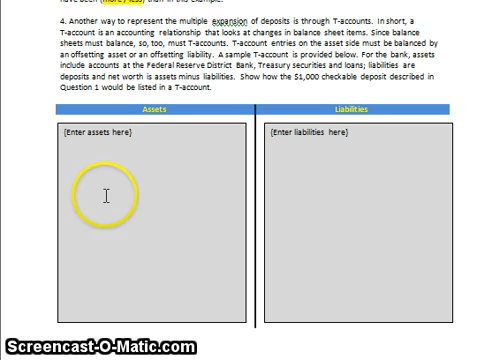 have been (more / less) than in this example.
4. Another way to represent the multiple expansion of deposits is through T-accounts. In short, a
T-account is an accounting relationship that looks at changes in balance sheet items. Since balance
sheets must balance, so, too, must T-accounts. T-account entries on the asset side must be balanced by
an offsetting asset or an offsetting liability. A sample T-account is provided below. For the bank, assets
include accounts at the Federal Reserve District Bank, Treasury securities and loans; liabilities are
deposits and net worth is assets minus liabilities. Show how the $1,000 checkable deposit described in
Question 1 would be listed in a T-account.
Assets Liabilities
{Enter assets here} {Enter liabilities here}
Screencast-O-Matic.com